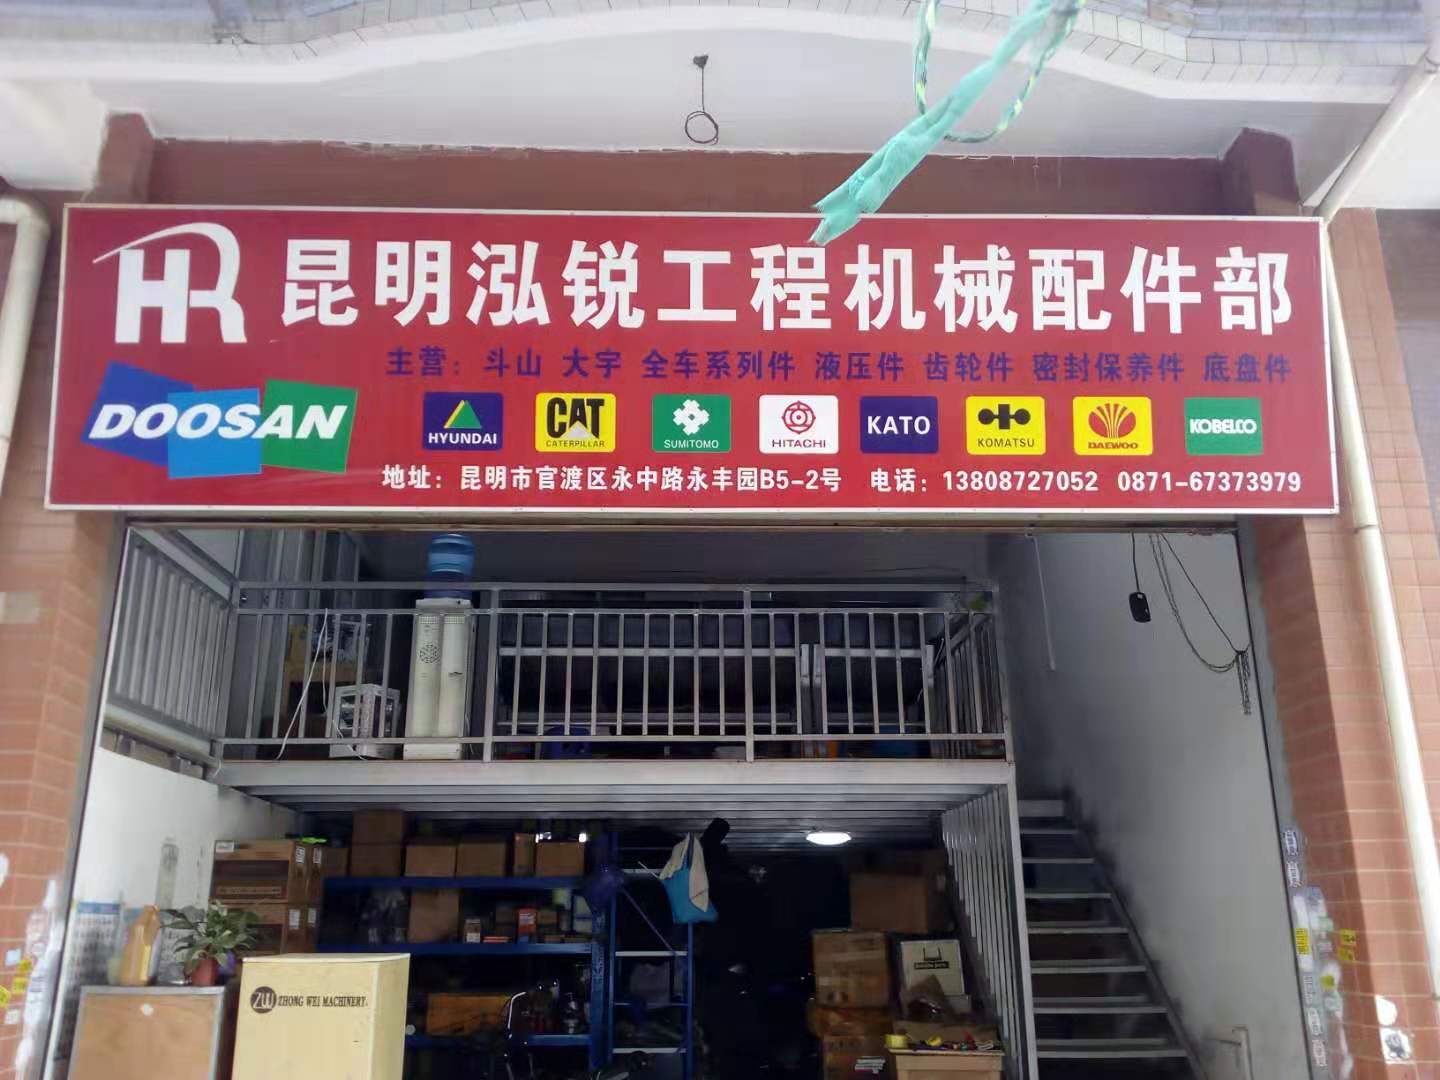 HR 昆明泓锐工程机械配件部
主营：斗山 大宇 全车系列件 液压件 齿轮件 密封保养件 底盘件
DOOSAN HYUNDAI CAT CATERPILLAR SUMITOMO HITACHI KATO KOMATSU DAEWOO KOBELCO
地址：昆明市官渡区永中路永丰园B5-2号 电话：13808727052 0871-67373979
ZW ZHONG WEI MACHINERY